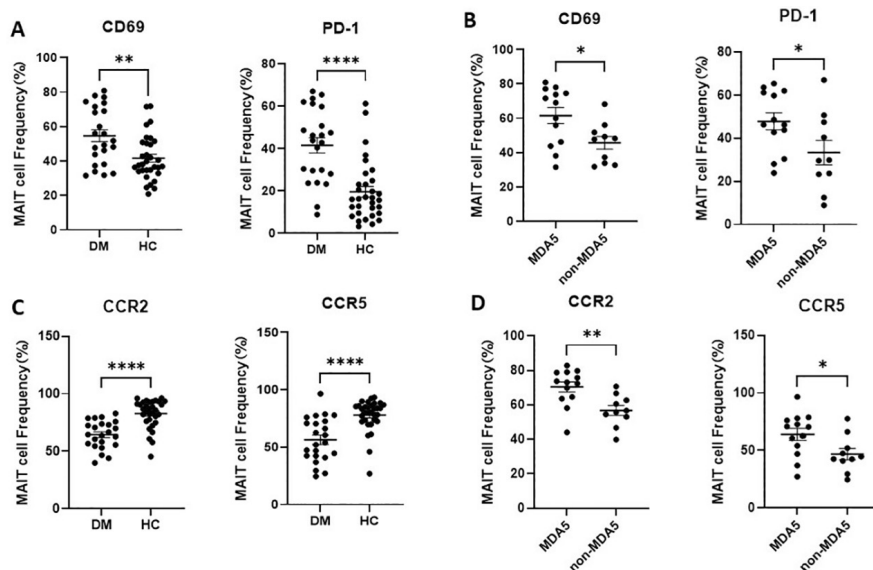 A
CD69
**
MAIT cell Frequency(%)
100
80
60
40
20
0
DM
HC
PD-1
****
MAIT cell Frequency(%)
80
60
40
20
0
DM
HC
B
CD69
*
MAIT cell Frequency (%)
100
80
60
40
20
0
MDA5
non-MDA5
PD-1
*
MAIT cell Frequency (%)
80
60
40
20
0
MDA5
non-MDA5
C
CCR2
****
MAIT cell Frequency(%)
150
100
50
0
DM
HC
CCR5
****
MAIT cell Frequency(%)
150
100
50
0
DM
HC
D
CCR2
**
MAIT cell Frequency (%)
100
80
60
40
20
0
MDA5
non-MDA5
CCR5
*
MAIT cell Frequency (%)
150
100
50
0
MDA5
non-MDA5